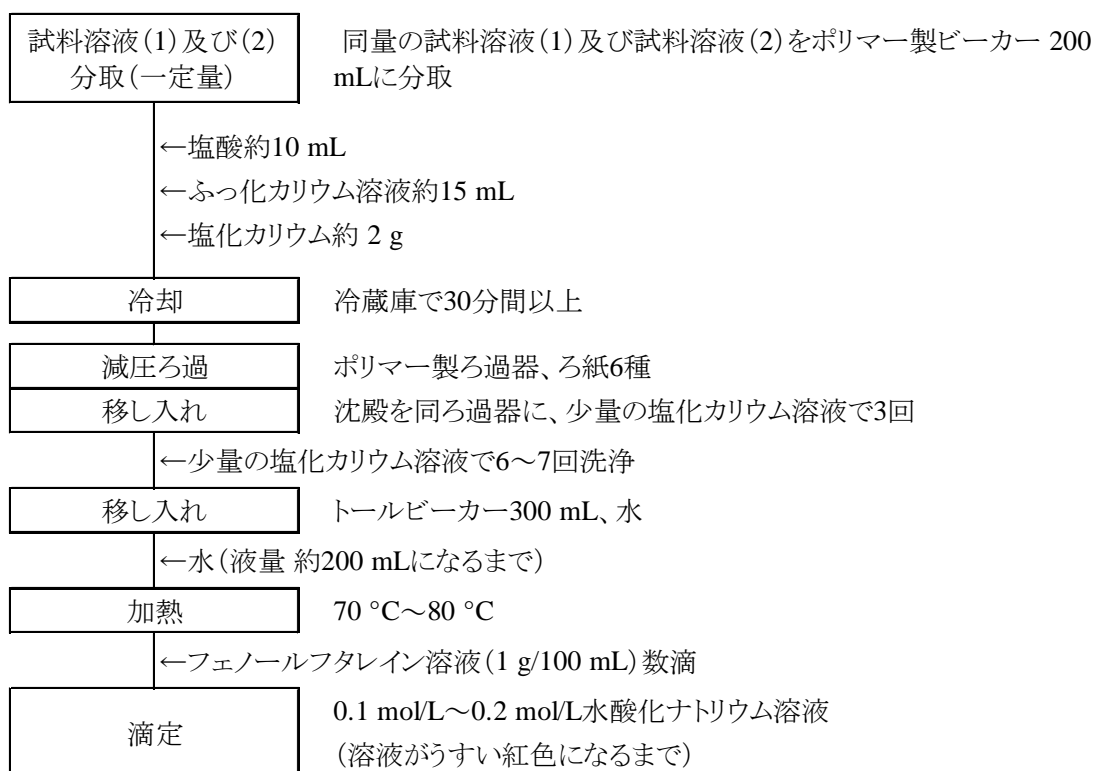 試料溶液(1)及び(2)
分取(一定量)
同量の試料溶液(1)及び試料溶液(2)をポリマー製ビーカー 200
mLに分取
←塩酸約10 mL
←ふっ化カリウム溶液約15 mL
←塩化カリウム約 2 g
冷却
冷蔵庫で30分間以上
減圧ろ過
ポリマー製ろ過器、ろ紙6種
移し入れ
沈殿を同ろ過器に、少量の塩化カリウム溶液で3回
←少量の塩化カリウム溶液で6～7回洗浄
移し入れ
トールビーカー300 mL、水
←水(液量 約200 mLになるまで)
加熱
70 °C～80 °C
←フェノールフタレイン溶液(1 g/100 mL)数滴
滴定
0.1 mol/L～0.2 mol/L水酸化ナトリウム溶液
(溶液がうすい紅色になるまで)